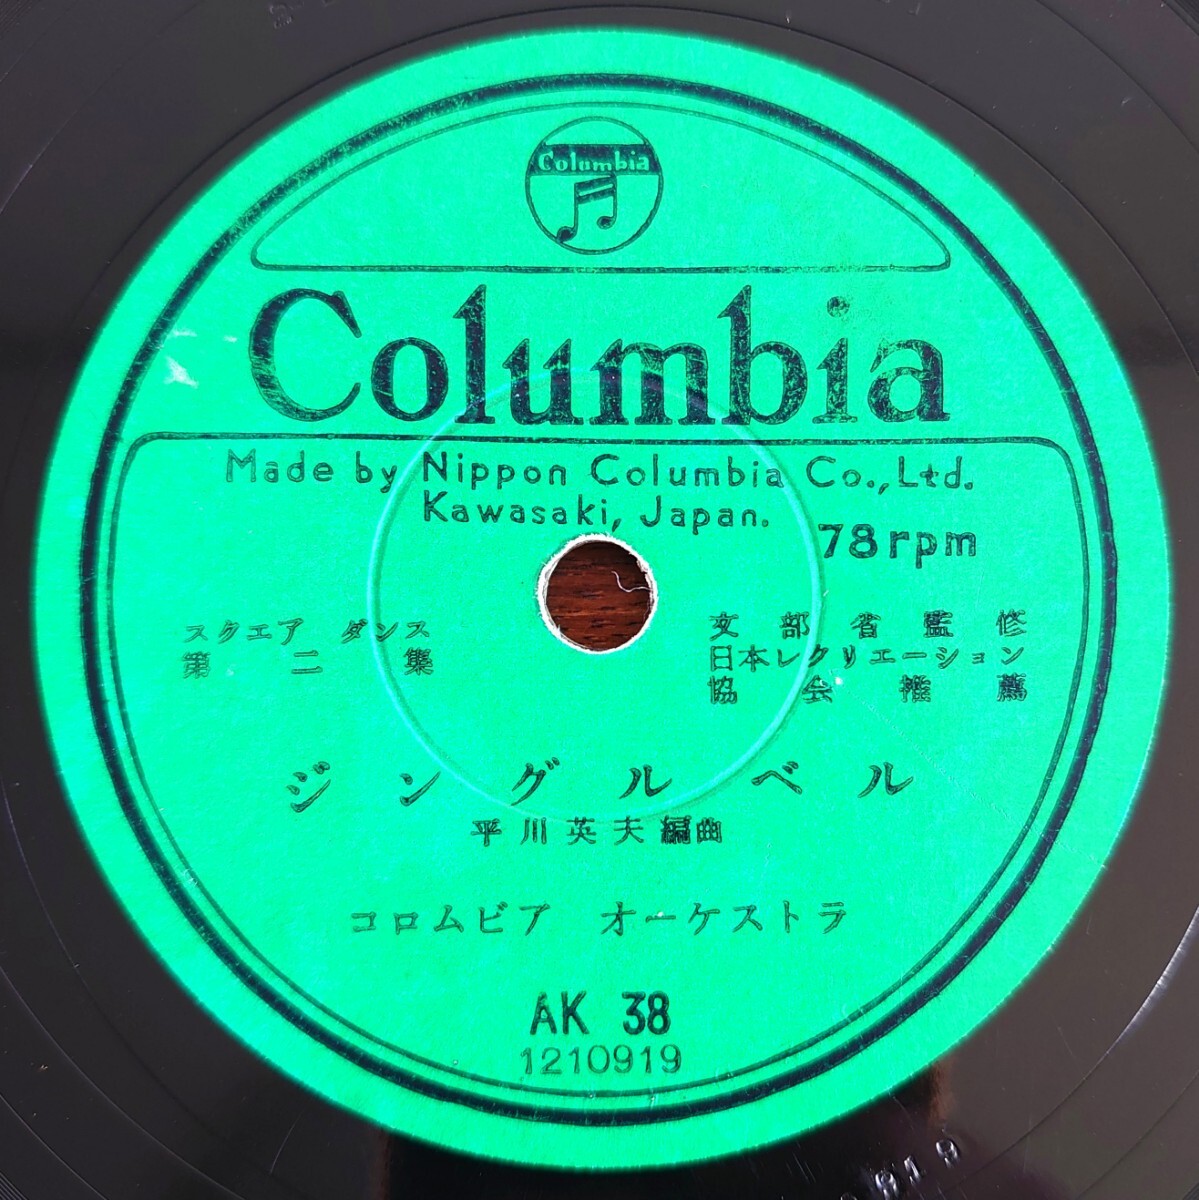 Columbia
Columbia
Made by Nippon Columbia Co., Ltd.
Kawasaki, Japan.
78rpm
スクエア ダンス
第二集
文部省監修
日本レクリエーション
協会推薦
ジングルベル
平川英夫編曲
コロムビア オーケストラ
AK 38
1210919